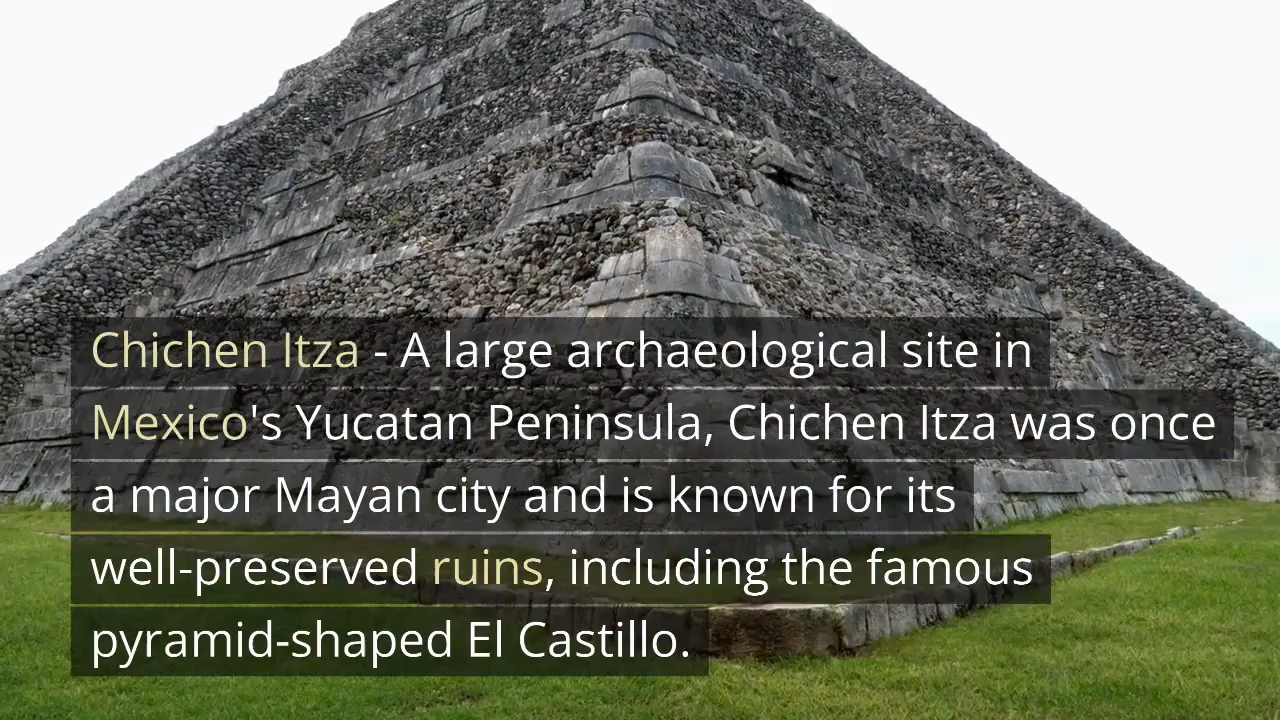 Chichen Itza - A large archaeological site in
Mexico's Yucatan Peninsula, Chichen Itza was once
a major Mayan city and is known for its
well-preserved ruins, including the famous
pyramid-shaped El Castillo.